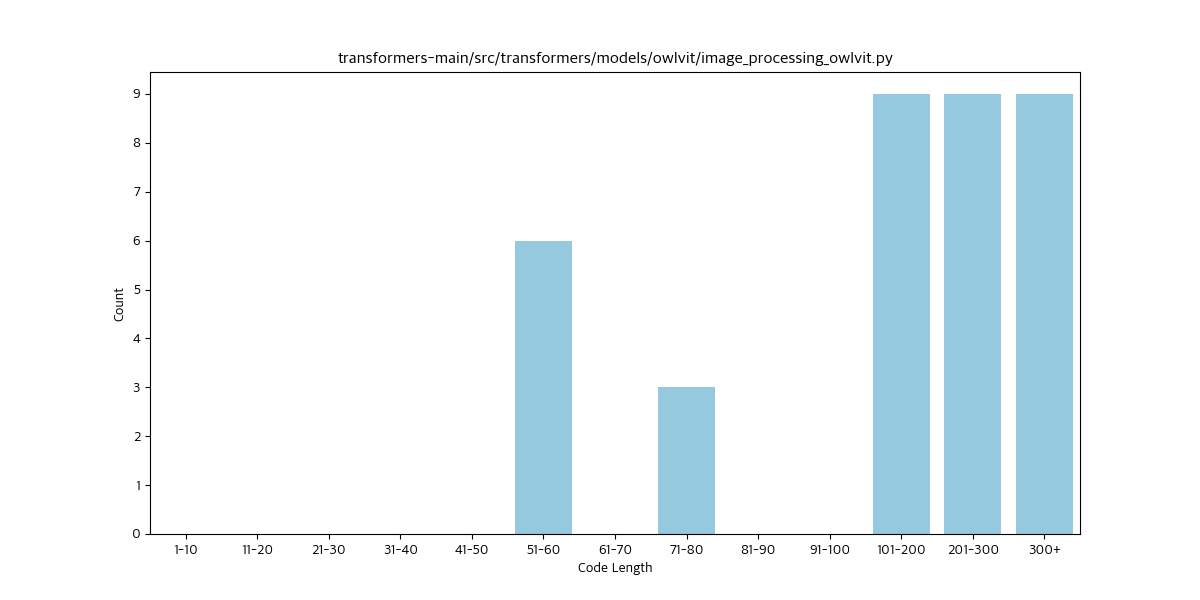 transformers-main/src/transformers/models/owlvit/image_processing_owlvit.py
9
8
7
6
5
4
3
2
1
0
Count
1-10 11-20 21-30 31-40 41-50 51-60 61-70 71-80 81-90 91-100 101-200 201-300 300+
Code Length